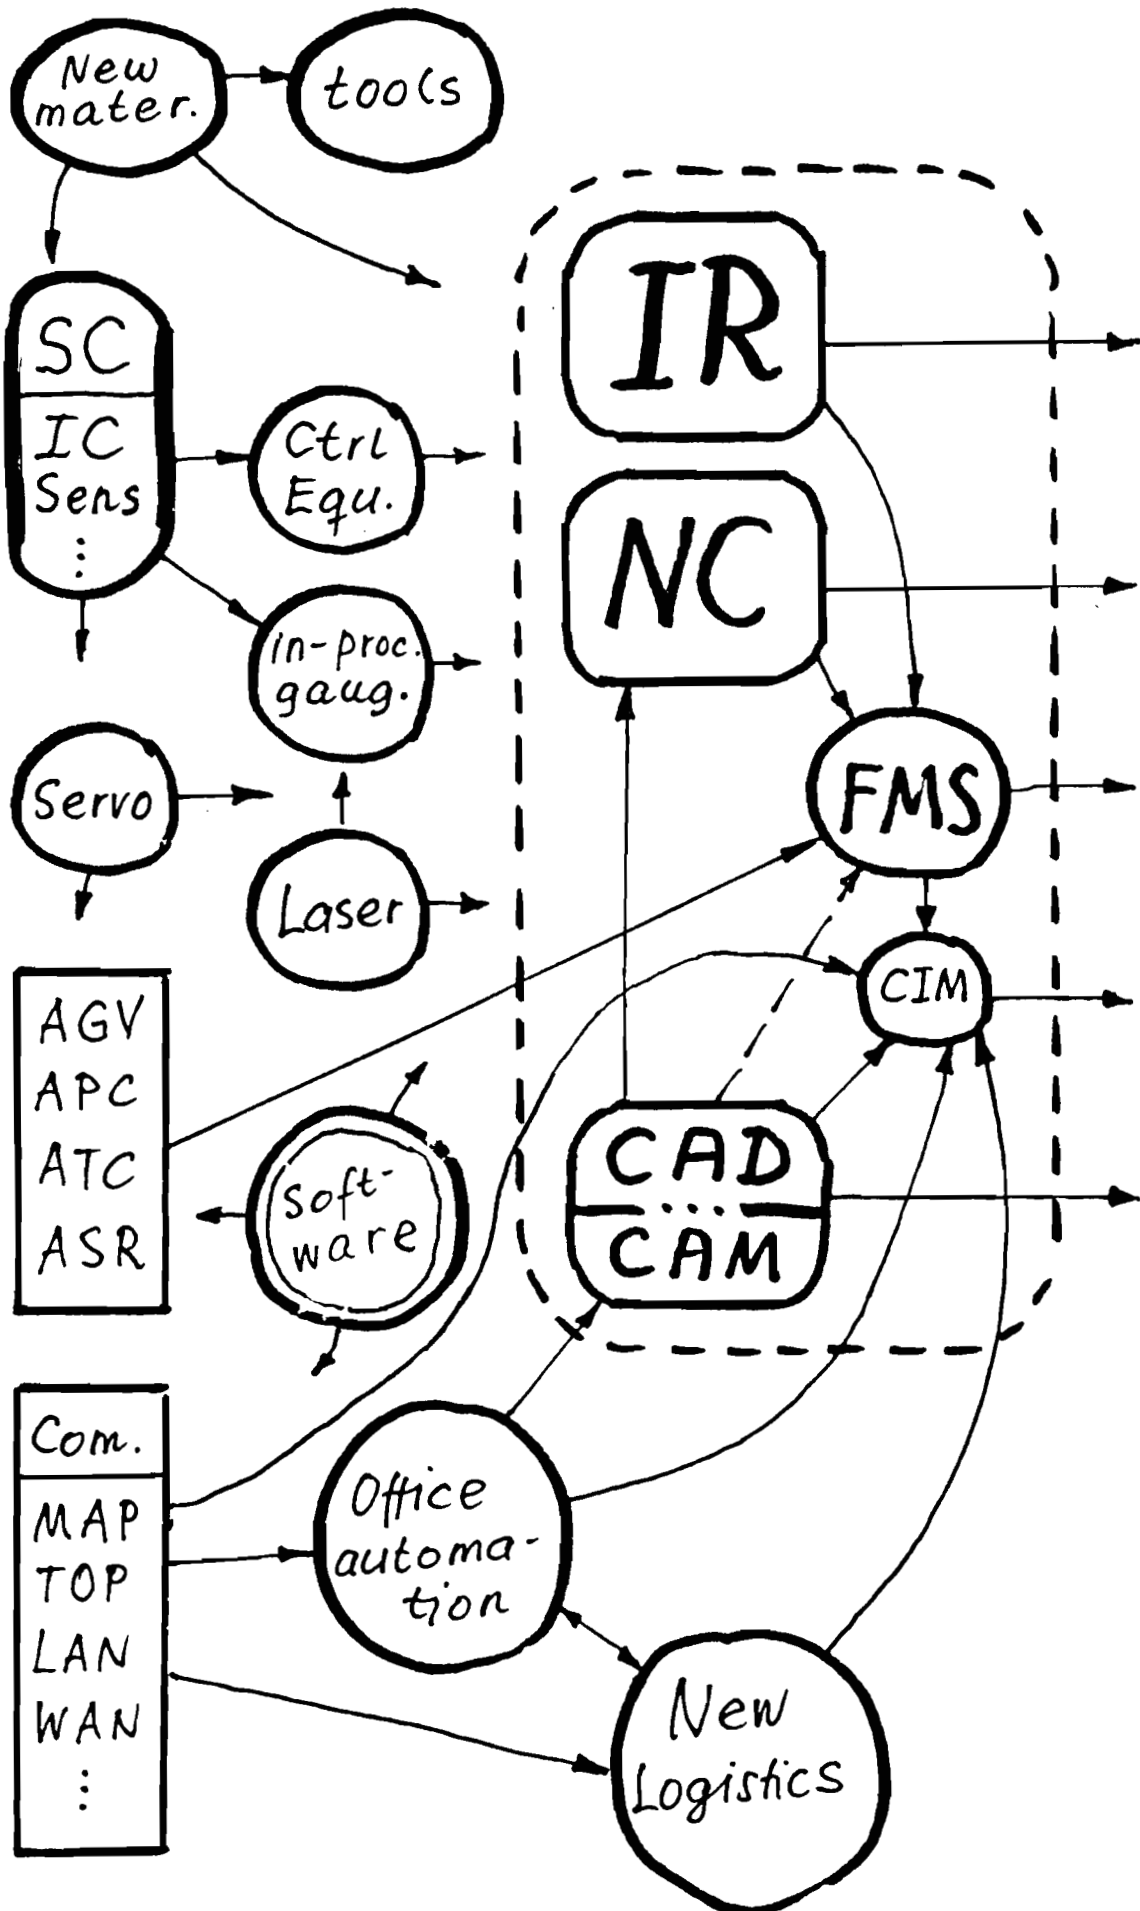 New
mater.
tools
SC
IC
Sens
⋮
Ctrl
Equ.
in-proc.
gaug.
Servo
Laser
AGV
APC
ATC
ASR
Soft-
ware
Com.
MAP
TOP
LAN
WAN
⋮
Office
automa-
tion
New
Logistics
IR
NC
FMS
CIM
CAD
...
CAM